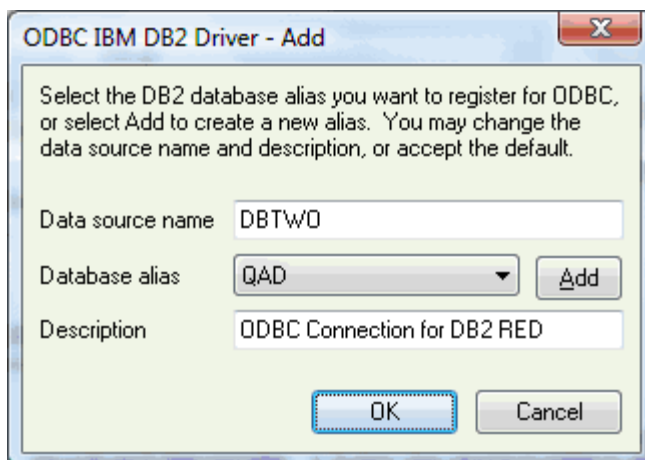 ODBC IBM DB2 Driver - Add
Select the DB2 database alias you want to register for ODBC,
or select Add to create a new alias. You may change the
data source name and description, or accept the default.
Data source name DBTWO
Database alias QAD Add
Description ODBC Connection for DB2 RED
OK Cancel